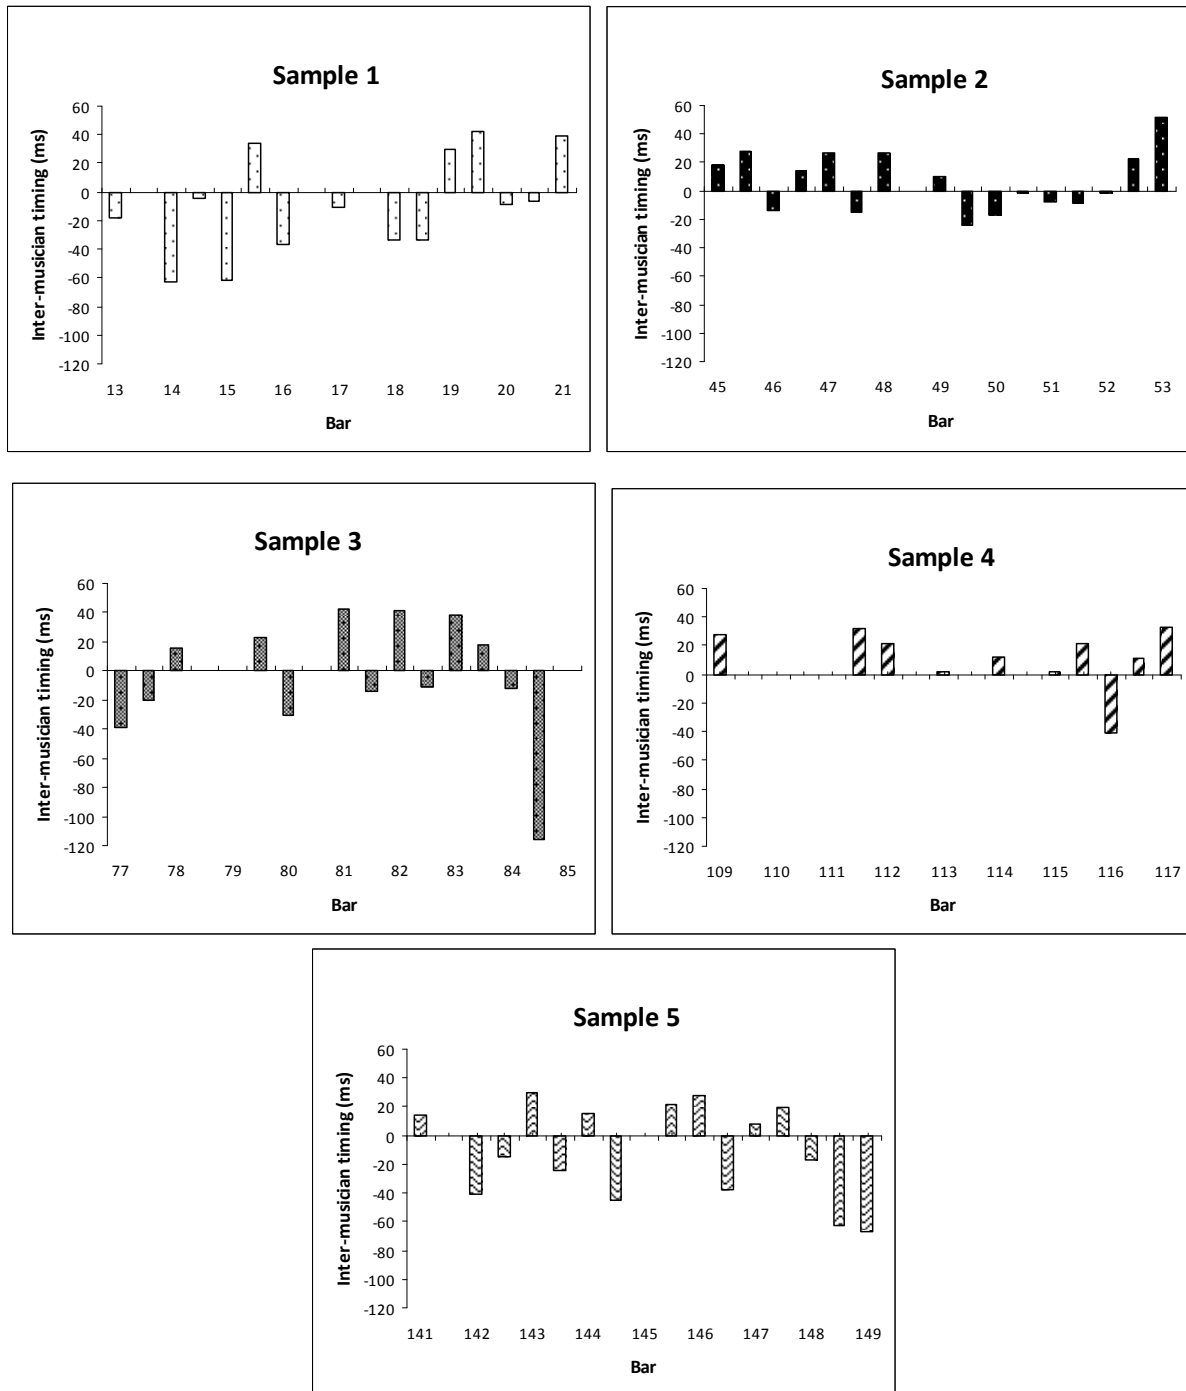 Sample 1
Inter-musician timing (ms)
60
40
20
0
-20
-40
-60
-80
-100
-120
13 14 15 16 17 18 19 20 21
Bar
Sample 2
Inter-musician timing (ms)
60
40
20
0
-20
-40
-60
-80
-100
-120
45 46 47 48 49 50 51 52 53
Bar
Sample 3
Inter-musician timing (ms)
60
40
20
0
-20
-40
-60
-80
-100
-120
77 78 79 80 81 82 83 84 85
Bar
Sample 4
Inter-musician timing (ms)
60
40
20
0
-20
-40
-60
-80
-100
-120
109 110 111 112 113 114 115 116 117
Bar
Sample 5
Inter-musician timing (ms)
60
40
20
0
-20
-40
-60
-80
-100
-120
141 142 143 144 145 146 147 148 149
Bar